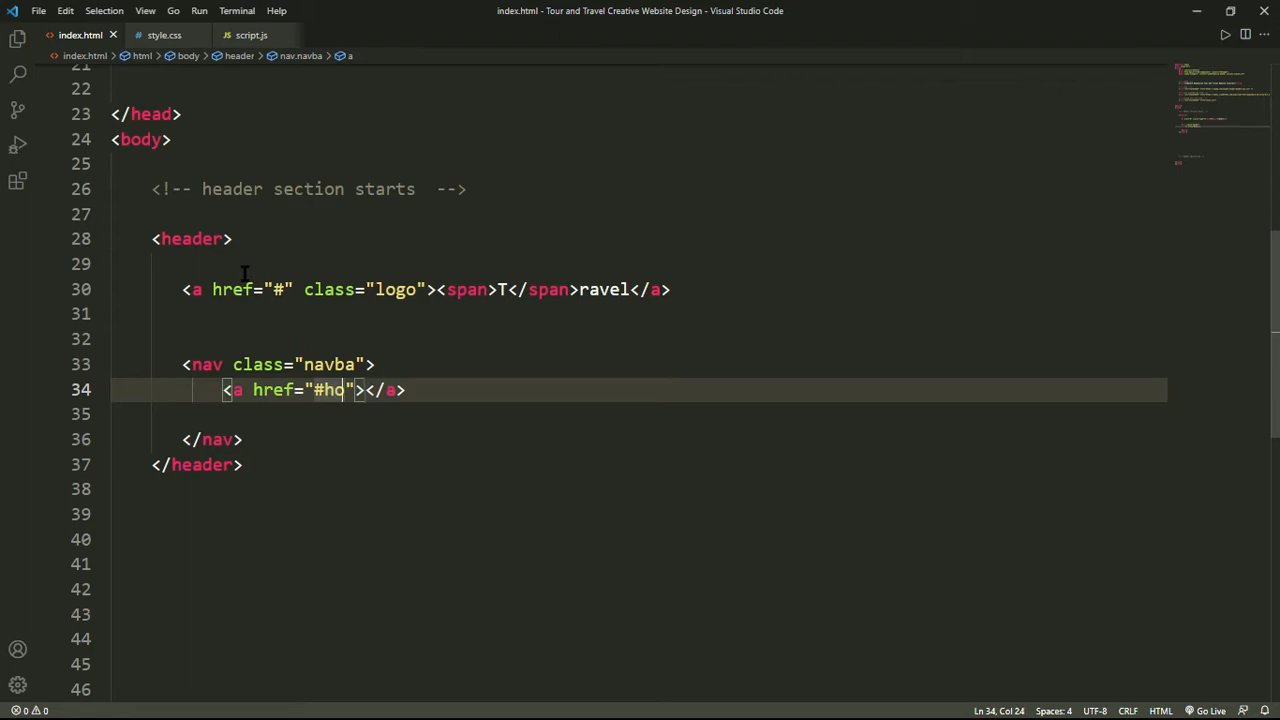 File Edit Selection View Go Run Terminal Help index.html - Tour and Travel Creative Website Design - Visual Studio Code
index.html style.css script.js
index.html html body header nav.navba a
21
22
23 </head>
24 <body>
25
26 <!-- header section starts  -->
27
28 <header>
29
30 <a href="#" class="logo"><span>T</span>ravel</a>
31
32
33 <nav class="navba">
34 <a href="#ho"></a>
35
36 </nav>
37 </header>
38
39
40
41
42
43
44
45
46
0 0 Ln 34, Col 24 Spaces: 4 UTF-8 CRLF HTML Go Live